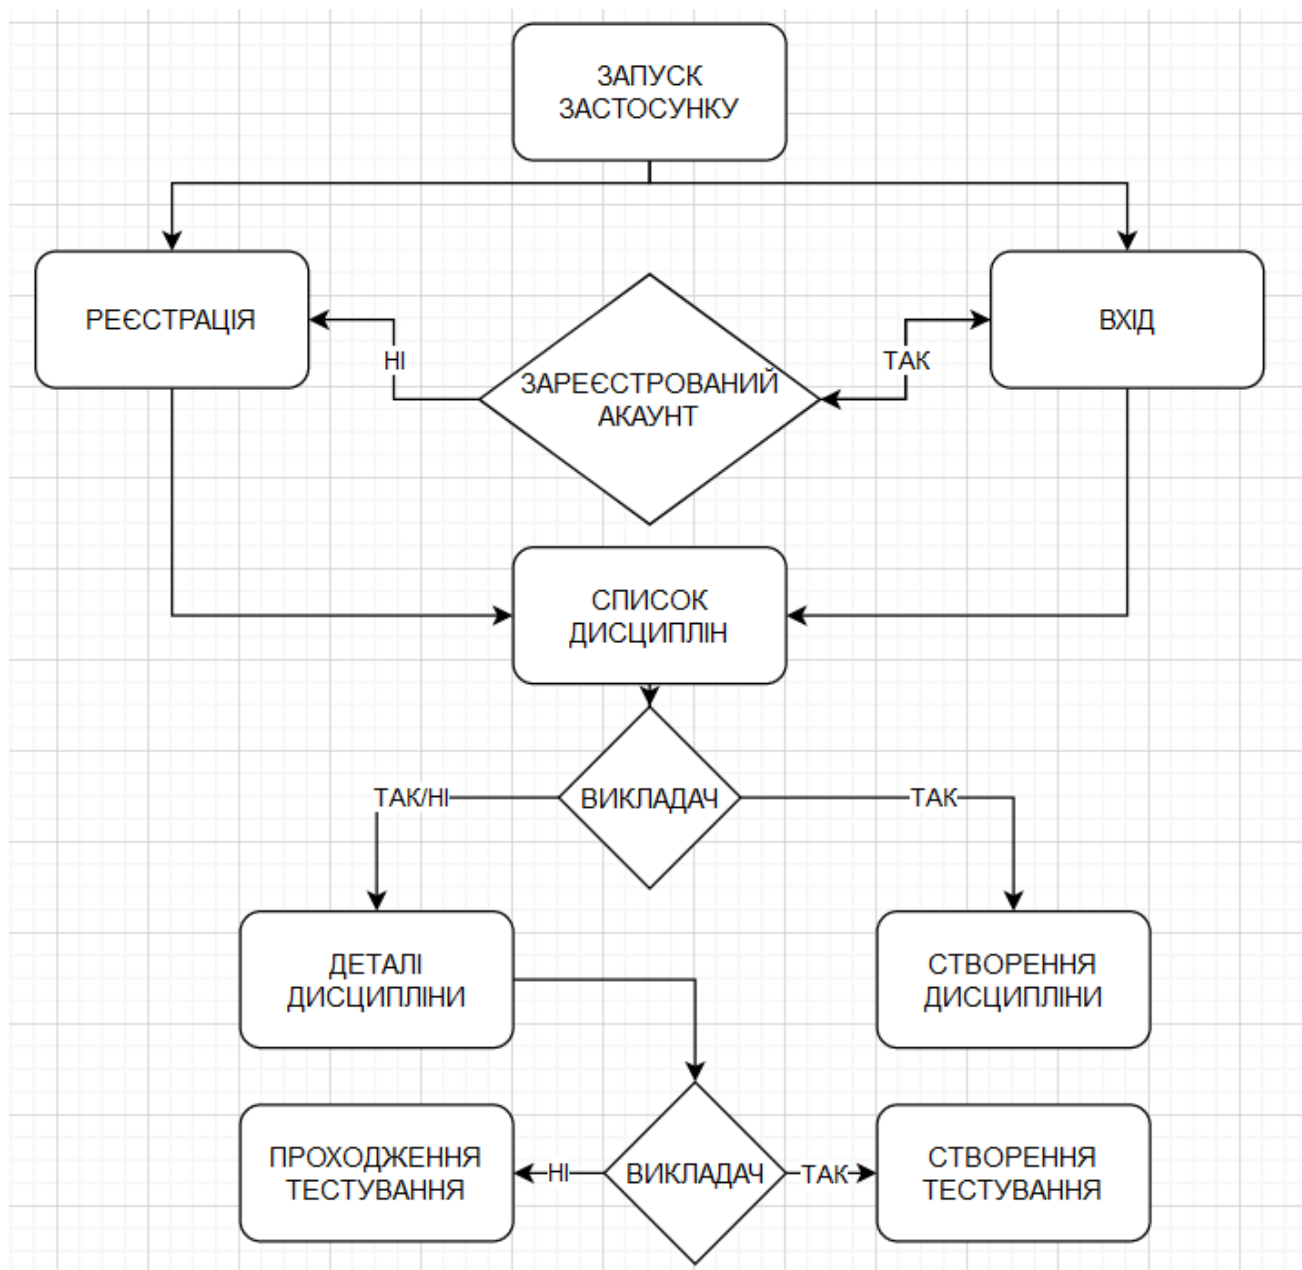 ЗАПУСК
ЗАСТОСУНКУ
РЕЄСТРАЦІЯ
ВХІД
НІ
ТАК
ЗАРЕЄСТРОВАНИЙ
АКАУНТ
СПИСОК
ДИСЦИПЛІН
ТАК/НІ
ВИКЛАДАЧ
ТАК
ДЕТАЛІ
ДИСЦИПЛІНИ
СТВОРЕННЯ
ДИСЦИПЛІНИ
ПРОХОДЖЕННЯ
ТЕСТУВАННЯ
НІ
ВИКЛАДАЧ
ТАК
СТВОРЕННЯ
ТЕСТУВАННЯ